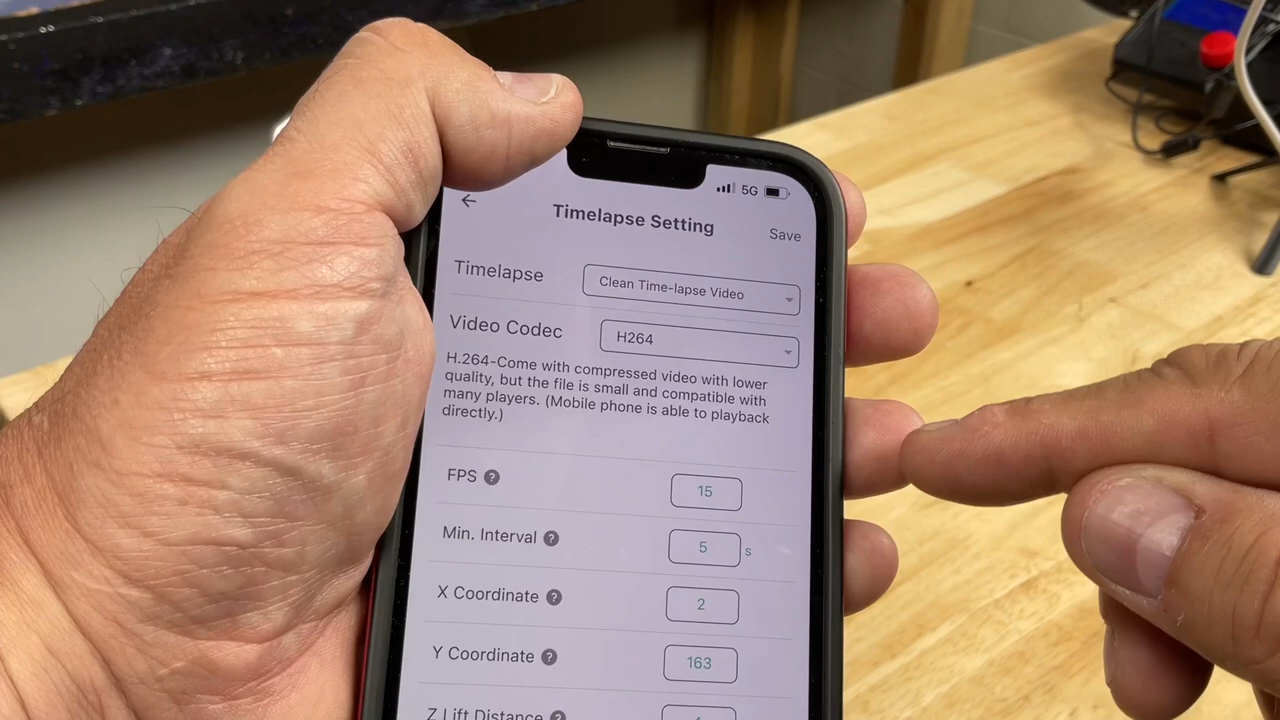 5G
Timelapse Setting
Save
Timelapse
Clean Time-lapse Video
Video Codec
H264
H.264-Come with compressed video with lower
quality, but the file is small and compatible with
many players. (Mobile phone is able to playback
directly.)
FPS ?
15
Min. Interval ?
5 s
X Coordinate ?
2
Y Coordinate ?
163
Z Lift Distance ?